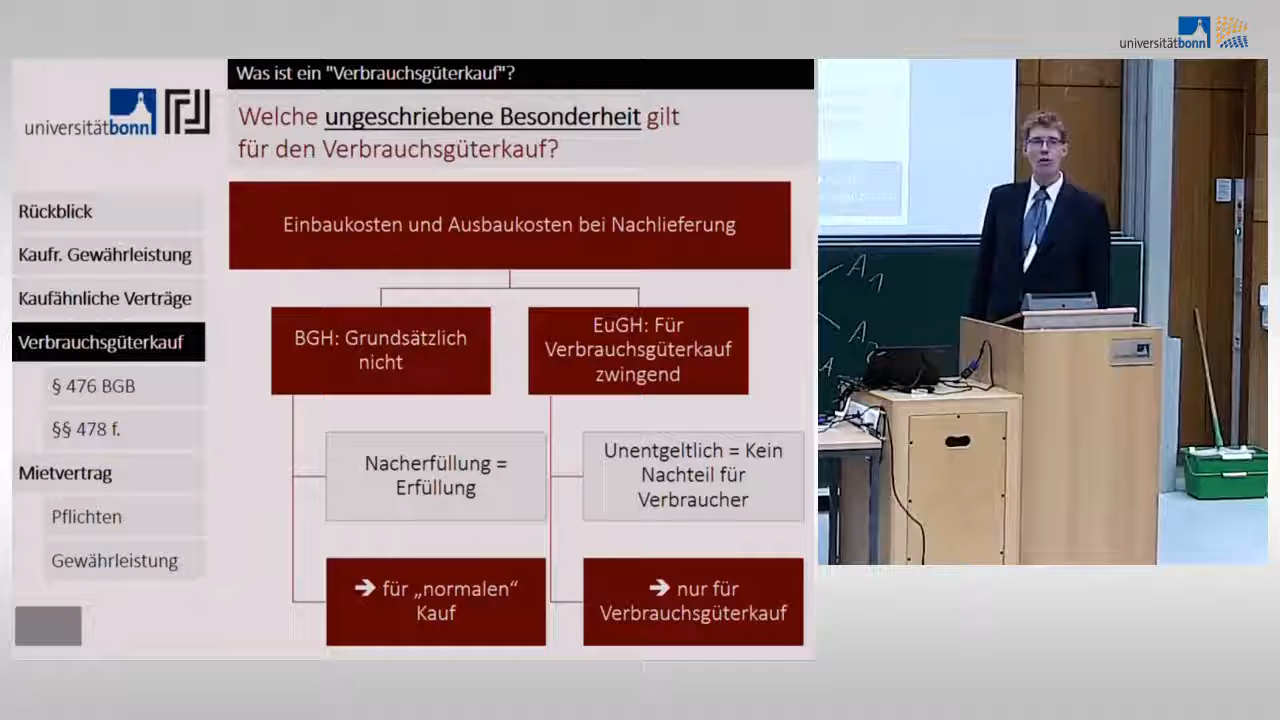 universitätbonn
Was ist ein "Verbrauchsgüterkauf"?
universitätbonn
Welche ungeschriebene Besonderheit gilt
für den Verbrauchsgüterkauf?
Rückblick
Kaufr. Gewährleistung
Kaufähnliche Verträge
Verbrauchsgüterkauf
§ 476 BGB
§§ 478 f.
Mietvertrag
Pflichten
Gewährleistung
Einbaukosten und Ausbaukosten bei Nachlieferung
BGH: Grundsätzlich
nicht
EuGH: Für
Verbrauchsgüterkauf
zwingend
Nacherfüllung =
Erfüllung
Unentgeltlich = Kein
Nachteil für
Verbraucher
➔ für „normalen“
Kauf
➔ nur für
Verbrauchsgüterkauf
A1
A2
A